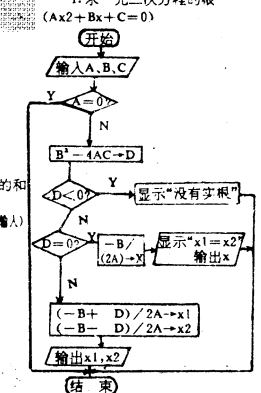 1. 求一元二次方程的根
(Ax2+Bx+C=0)
开始
输入A,B,C
Y
A=0?
N
B²-4AC→D
的和
D<0?
Y
显示"没有实根"
N
输入)
D=0?
Y
-B/
(2A)→X
显示"x1=x2"
输出x
N
(-B+ D)/2A→x1
(-B- D)/2A→x2
输出x1,x2
结 束